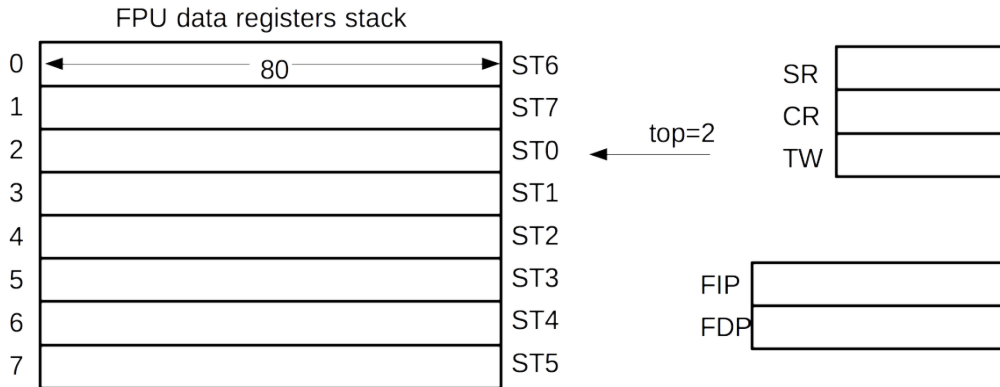 FPU data registers stack
0 80 ST6
1 ST7
2 ST0
3 ST1
4 ST2
5 ST3
6 ST4
7 ST5
top=2
SR
CR
TW
FIP
FDP